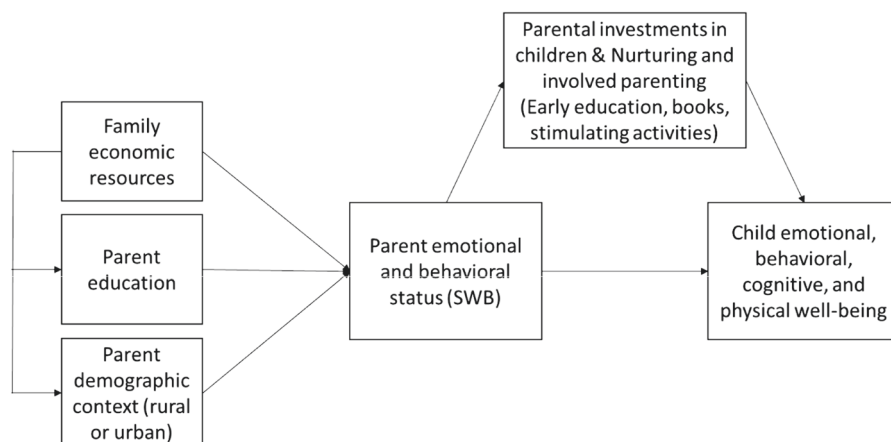 Parental investments in
children & Nurturing and
involved parenting
(Early education, books,
stimulating activities)
Family
economic
resources
Parent
education
Parent
demographic
context (rural
or urban)
Parent emotional
and behavioral
status (SWB)
Child emotional,
behavioral,
cognitive, and
physical well-being